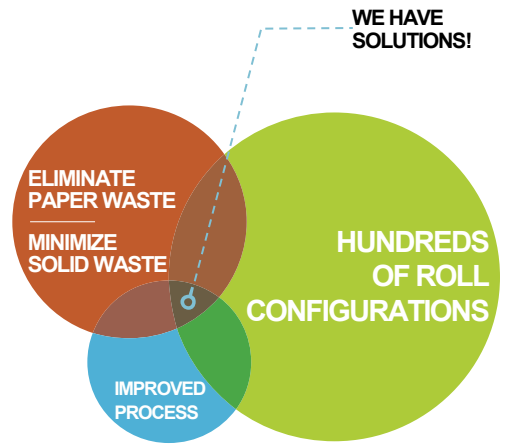 WE HAVE
SOLUTIONS!
ELIMINATE
PAPER WASTE
MINIMIZE
SOLID WASTE
HUNDREDS
OF ROLL
CONFIGURATIONS
IMPROVED
PROCESS